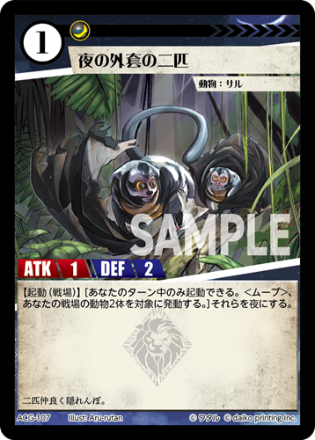 1
夜の外套の二匹
動物：サル
SAMPLE
ATK 1 DEF 2
【起動（戦場）】［あなたのターン中のみ起動できる。＜ムーブ＞、
あなたの戦場の動物2体を対象に発動する。］それらを夜にする。
二匹仲良く隠れんぼ。
ACG-107 Illust: Aru-rutan © ワタル © daiko printing inc.